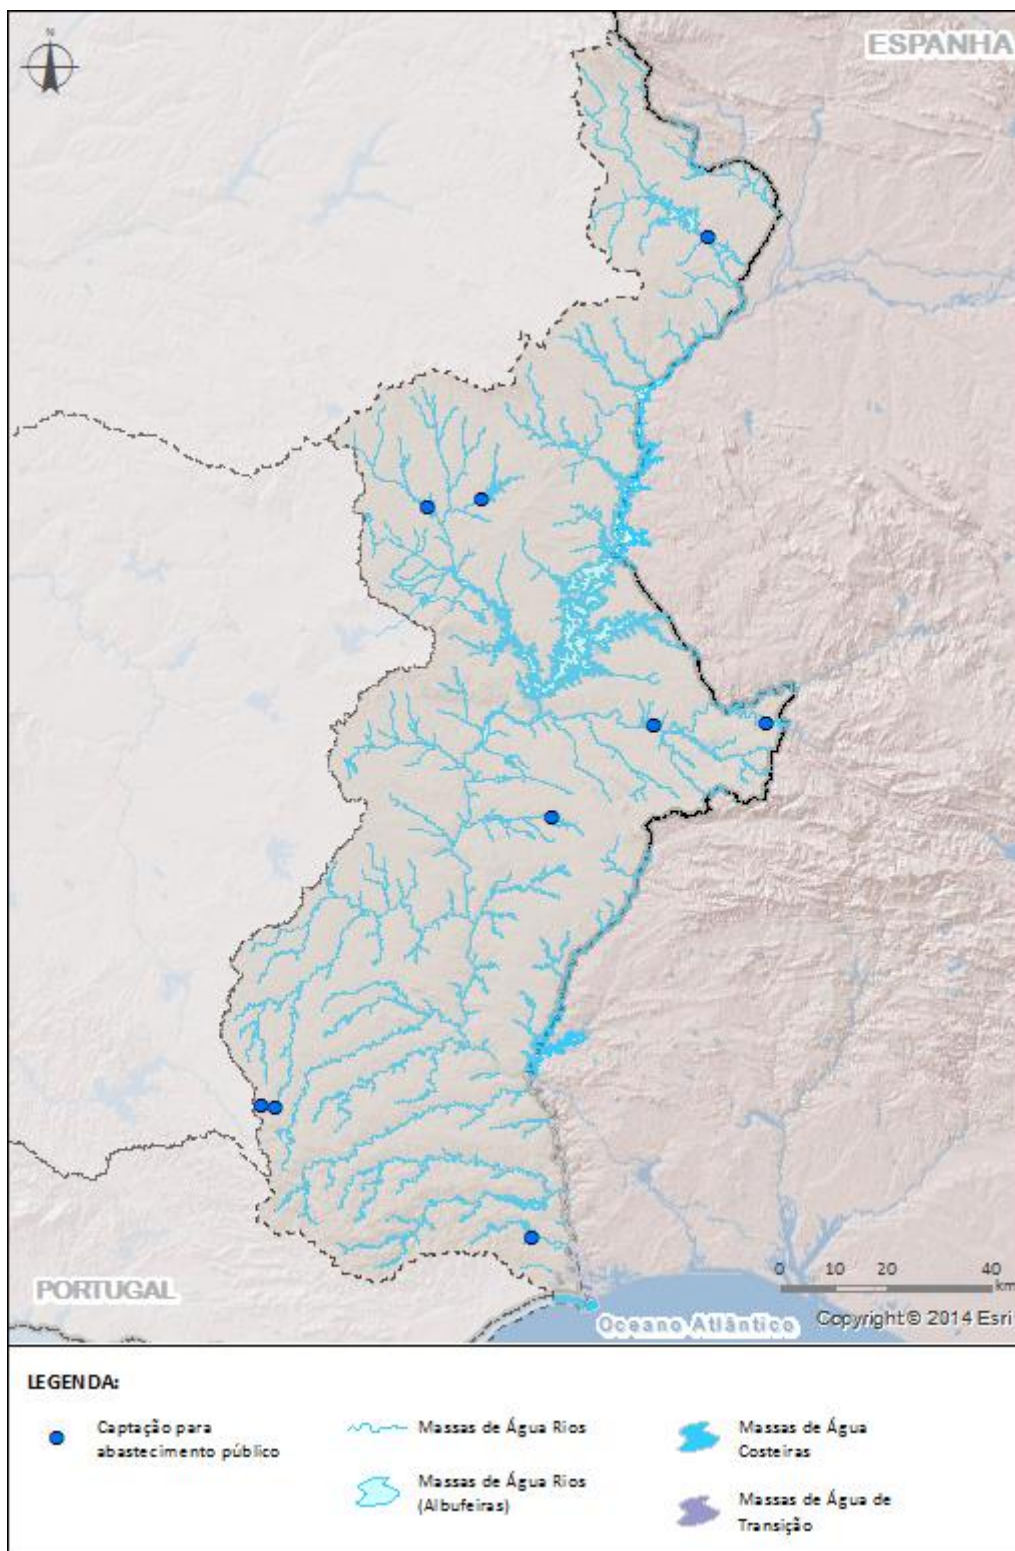 N
ESPANHA
PORTUGAL
0 10 20 40
km
Oceano Atlântico
Copyright:© 2014 Esri
LEGENDA:
Captação para
abastecimento público
Massas de Água Rios
Massas de Água Rios
(Albufeiras)
Massas de Água
Costeiras
Massas de Água de
Transição